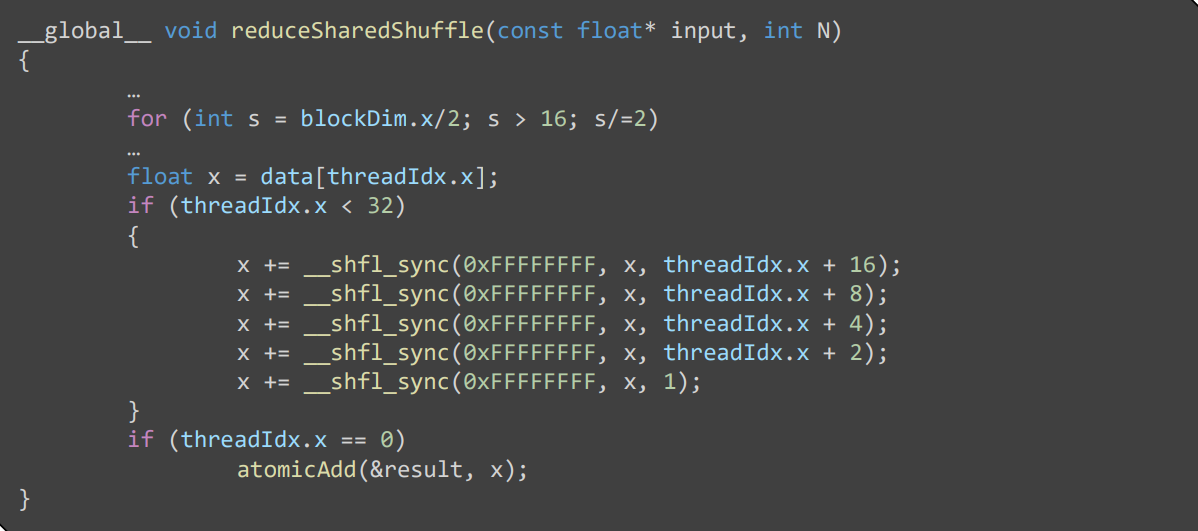 __global__ void reduceSharedShuffle(const float* input, int N)
{
…
for (int s = blockDim.x/2; s > 16; s/=2)
…
float x = data[threadIdx.x];
if (threadIdx.x < 32)
{
x += __shfl_sync(0xFFFFFFFF, x, threadIdx.x + 16);
x += __shfl_sync(0xFFFFFFFF, x, threadIdx.x + 8);
x += __shfl_sync(0xFFFFFFFF, x, threadIdx.x + 4);
x += __shfl_sync(0xFFFFFFFF, x, threadIdx.x + 2);
x += __shfl_sync(0xFFFFFFFF, x, 1);
}
if (threadIdx.x == 0)
atomicAdd(&result, x);
}